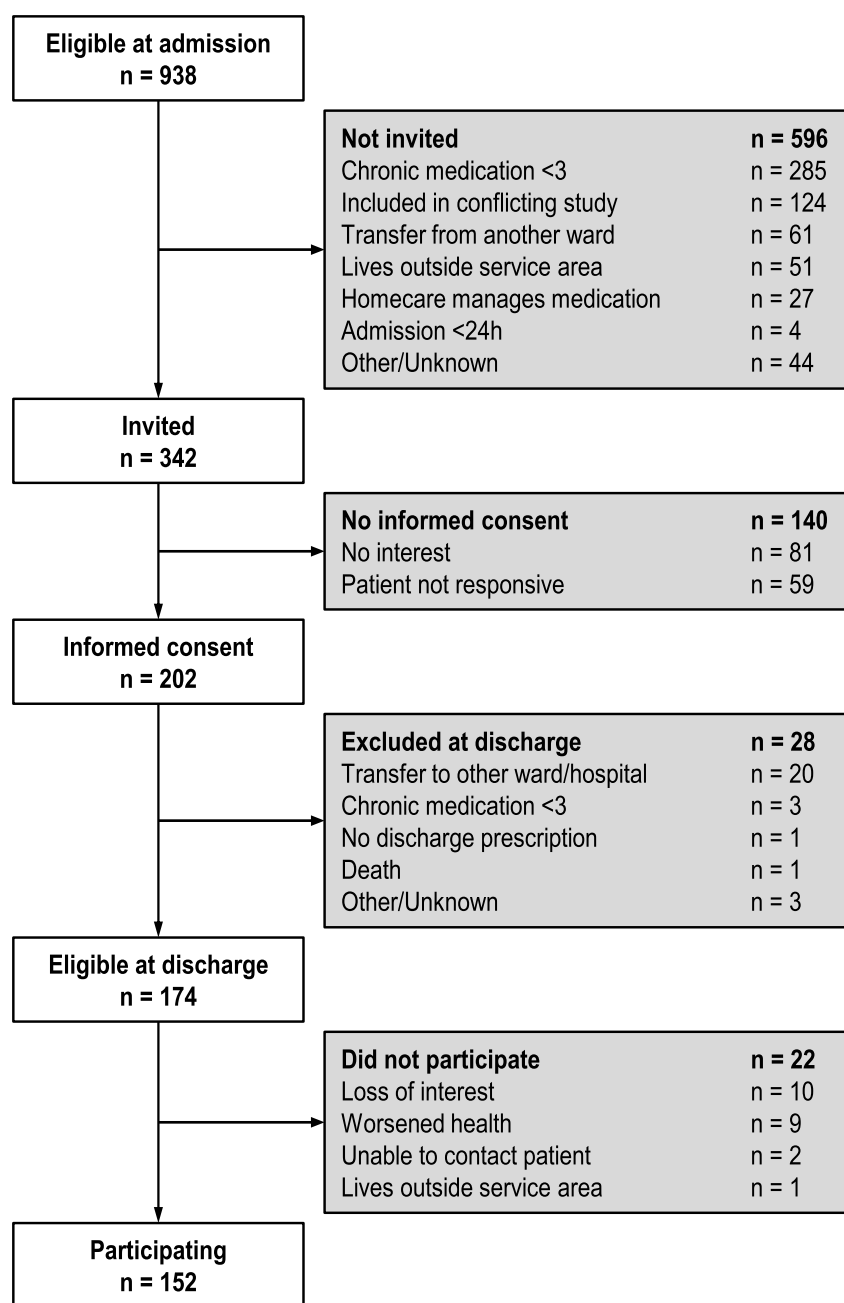 Eligible at admission
n = 938
Not invited n = 596
Chronic medication <3 n = 285
Included in conflicting study n = 124
Transfer from another ward n = 61
Lives outside service area n = 51
Homecare manages medication n = 27
Admission <24h n = 4
Other/Unknown n = 44
Invited
n = 342
No informed consent n = 140
No interest n = 81
Patient not responsive n = 59
Informed consent
n = 202
Excluded at discharge n = 28
Transfer to other ward/hospital n = 20
Chronic medication <3 n = 3
No discharge prescription n = 1
Death n = 1
Other/Unknown n = 3
Eligible at discharge
n = 174
Did not participate n = 22
Loss of interest n = 10
Worsened health n = 9
Unable to contact patient n = 2
Lives outside service area n = 1
Participating
n = 152